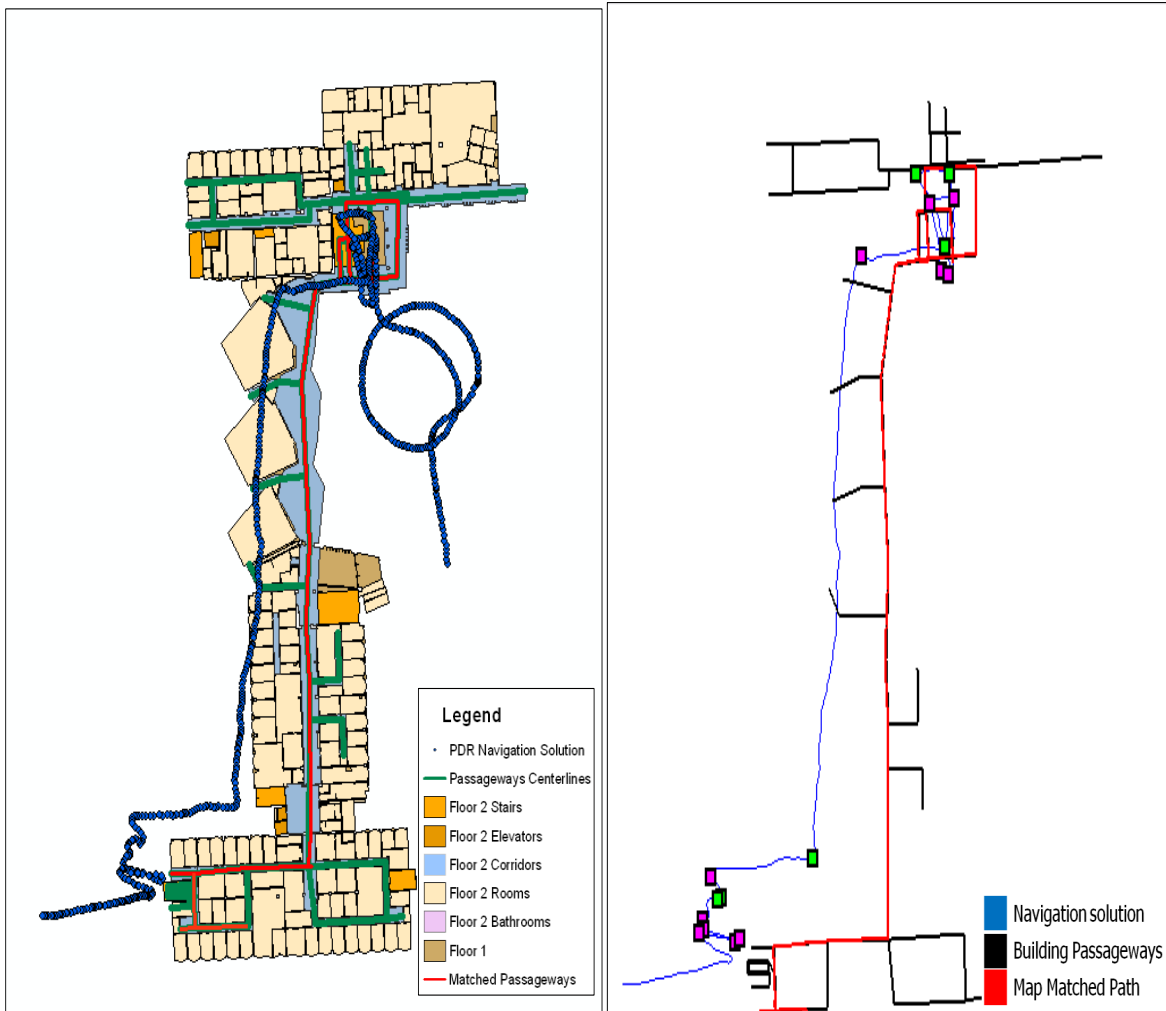 Legend
PDR Navigation Solution
Passageways Centerlines
Floor 2 Stairs
Floor 2 Elevators
Floor 2 Corridors
Floor 2 Rooms
Floor 2 Bathrooms
Floor 1
Matched Passageways
Navigation solution
Building Passageways
Map Matched Path